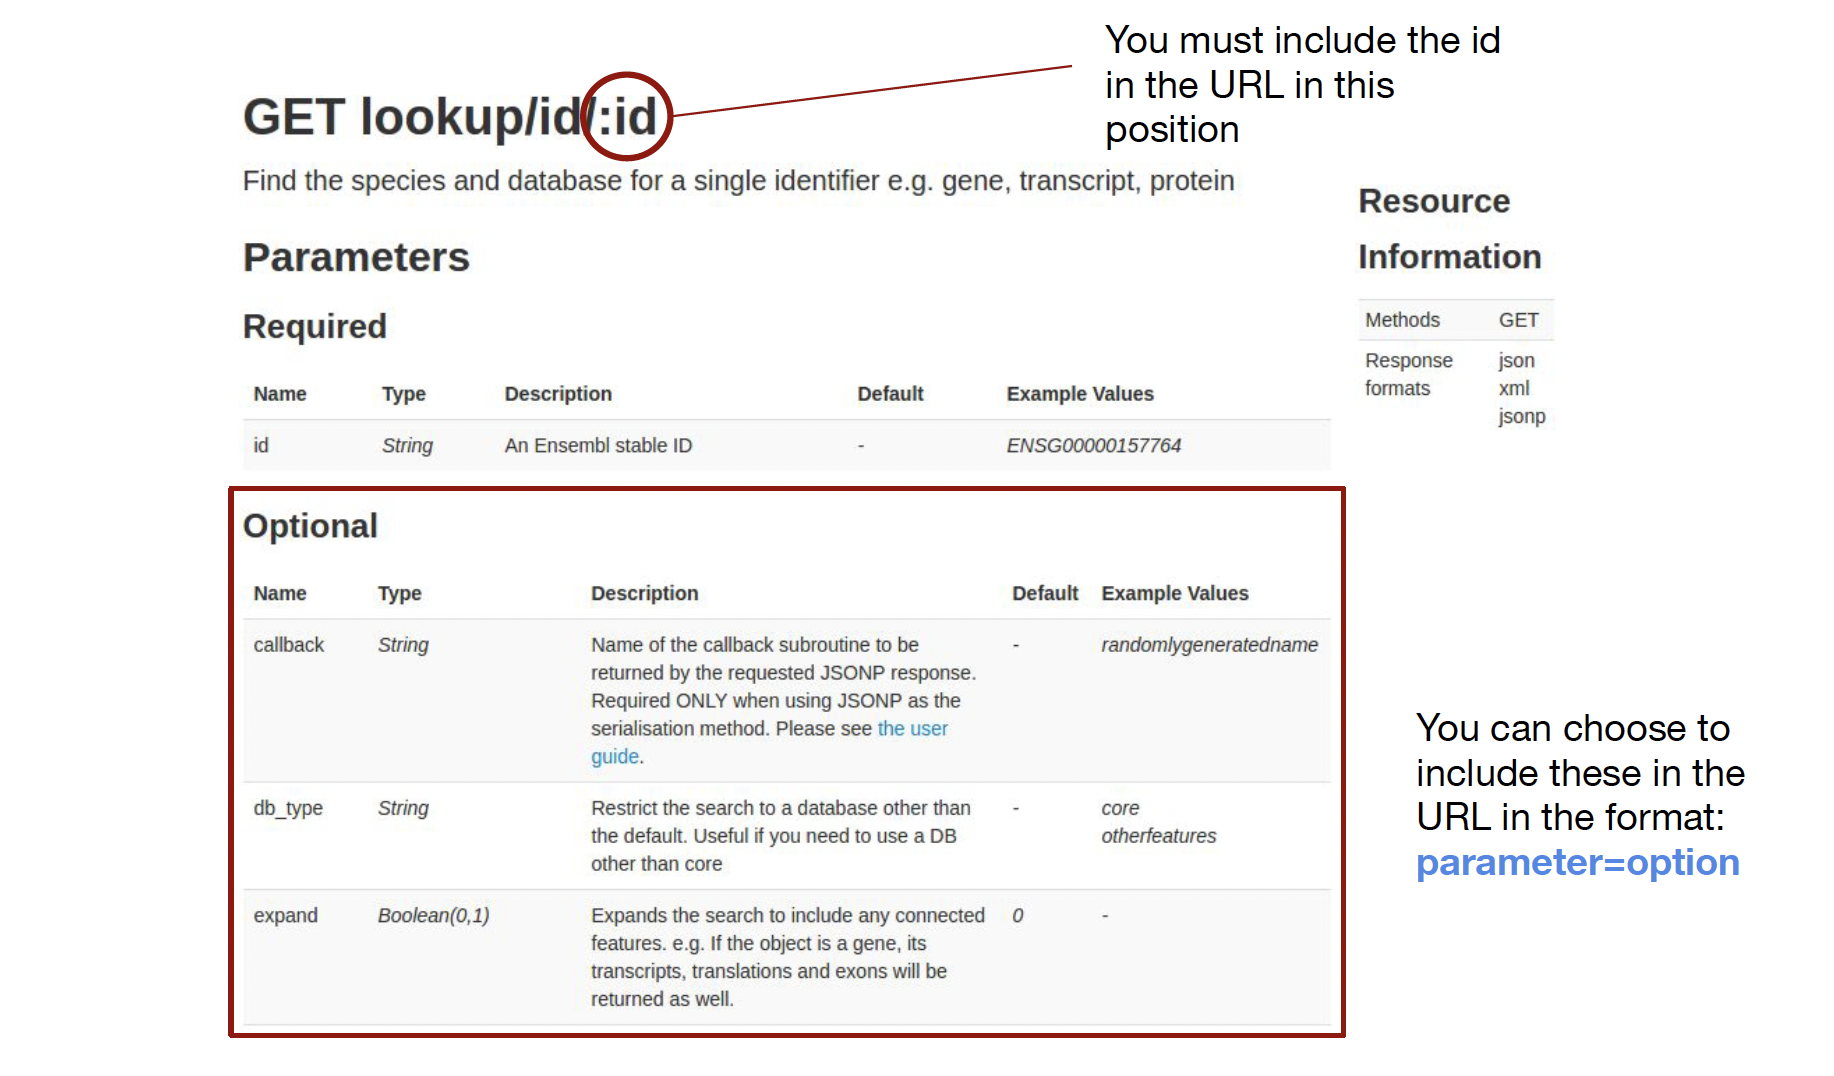 You must include the id
in the URL in this
position
GET lookup/id/:id
Find the species and database for a single identifier e.g. gene, transcript, protein
Resource
Information
Methods GET
Response formats json
xml
jsonp
Parameters
Required
Name Type Description Default Example Values
id String An Ensembl stable ID - ENSG00000157764
Optional
Name Type Description Default Example Values
callback String Name of the callback subroutine to be - randomlygeneratedname
returned by the requested JSONP response.
Required ONLY when using JSONP as the
serialisation method. Please see the user
guide.
db_type String Restrict the search to a database other than - core
the default. Useful if you need to use a DB otherfeatures
other than core
expand Boolean(0,1) Expands the search to include any connected 0 -
features. e.g. If the object is a gene, its
transcripts, translations and exons will be
returned as well.
You can choose to
include these in the
URL in the format:
parameter=option